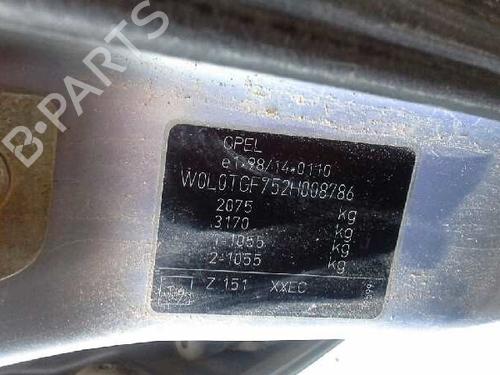 B-PARTS
OPEL
e1*98/14*0110
W0L0TGF752H008786
2075 kg
3170 kg
1-1055 kg
2-1055 kg
Z 151 XXEC